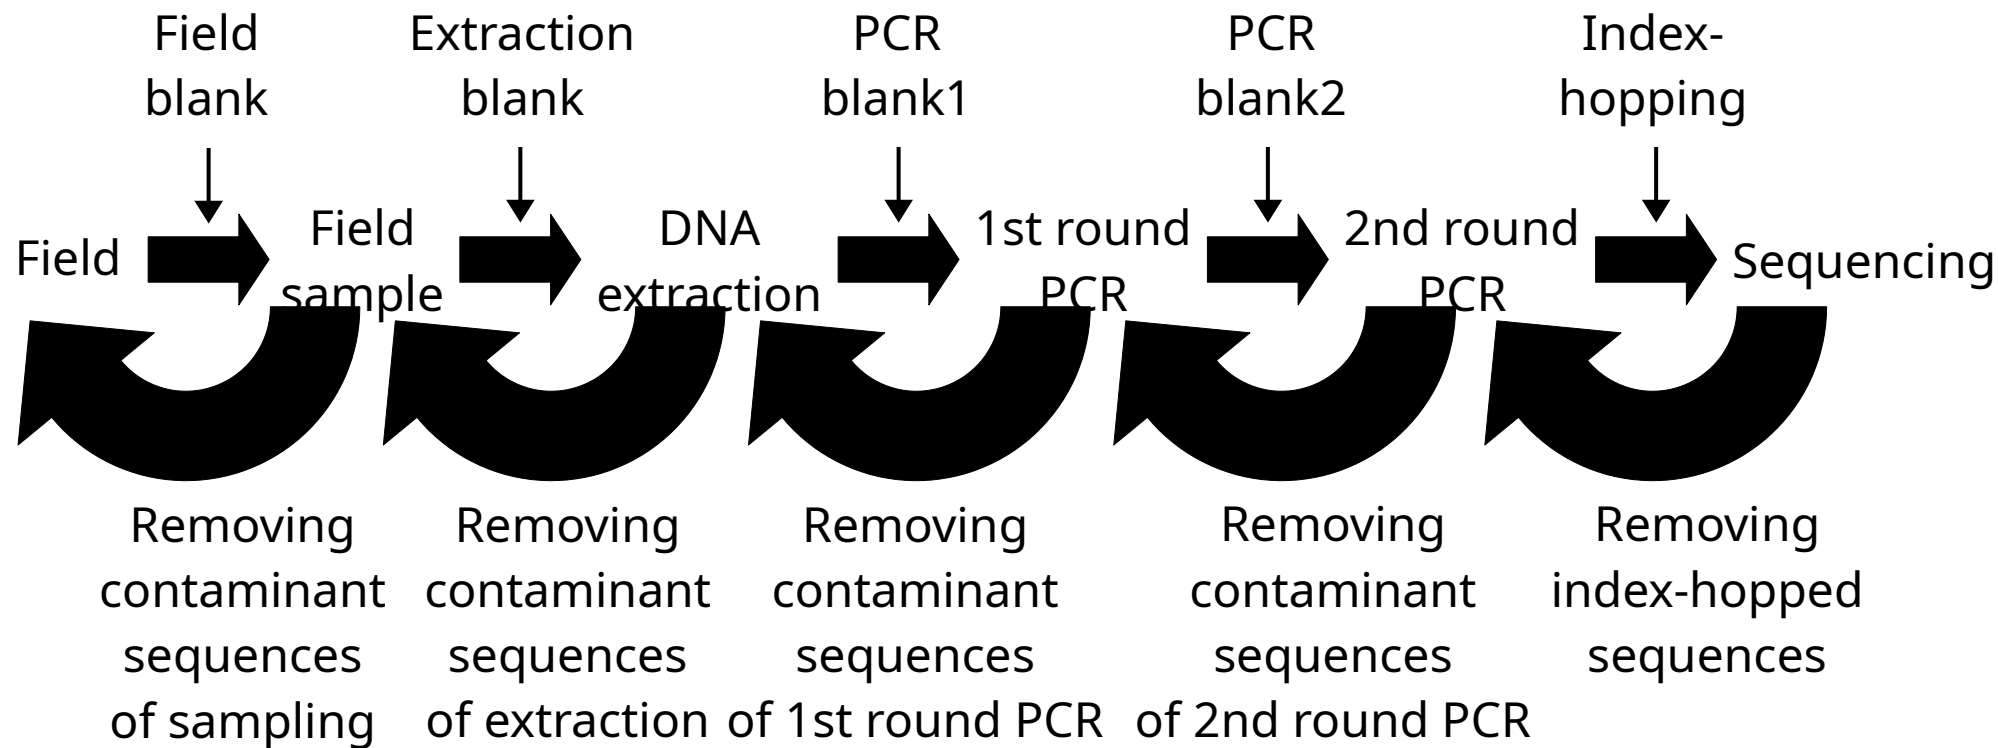 Field
blank
Extraction
blank
PCR
blank1
PCR
blank2
Index-
hopping
Field
Field
sample
DNA
extraction
1st round
PCR
2nd round
PCR
Sequencing
Removing
contaminant
sequences
of sampling
Removing
contaminant
sequences
of extraction
Removing
contaminant
sequences
of 1st round PCR
Removing
contaminant
sequences
of 2nd round PCR
Removing
index-hopped
sequences